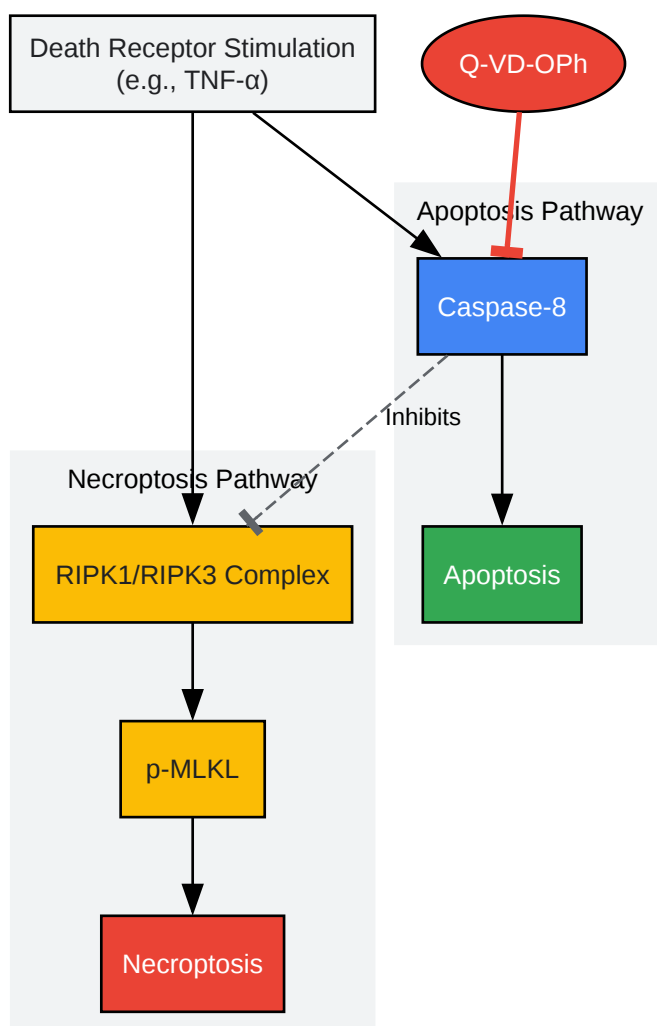 Death Receptor Stimulation
(e.g., TNF-α)
Q-VD-OPh
Apoptosis Pathway
Caspase-8
Inhibits
Necroptosis Pathway
RIPK1/RIPK3 Complex
Apoptosis
p-MLKL
Necroptosis